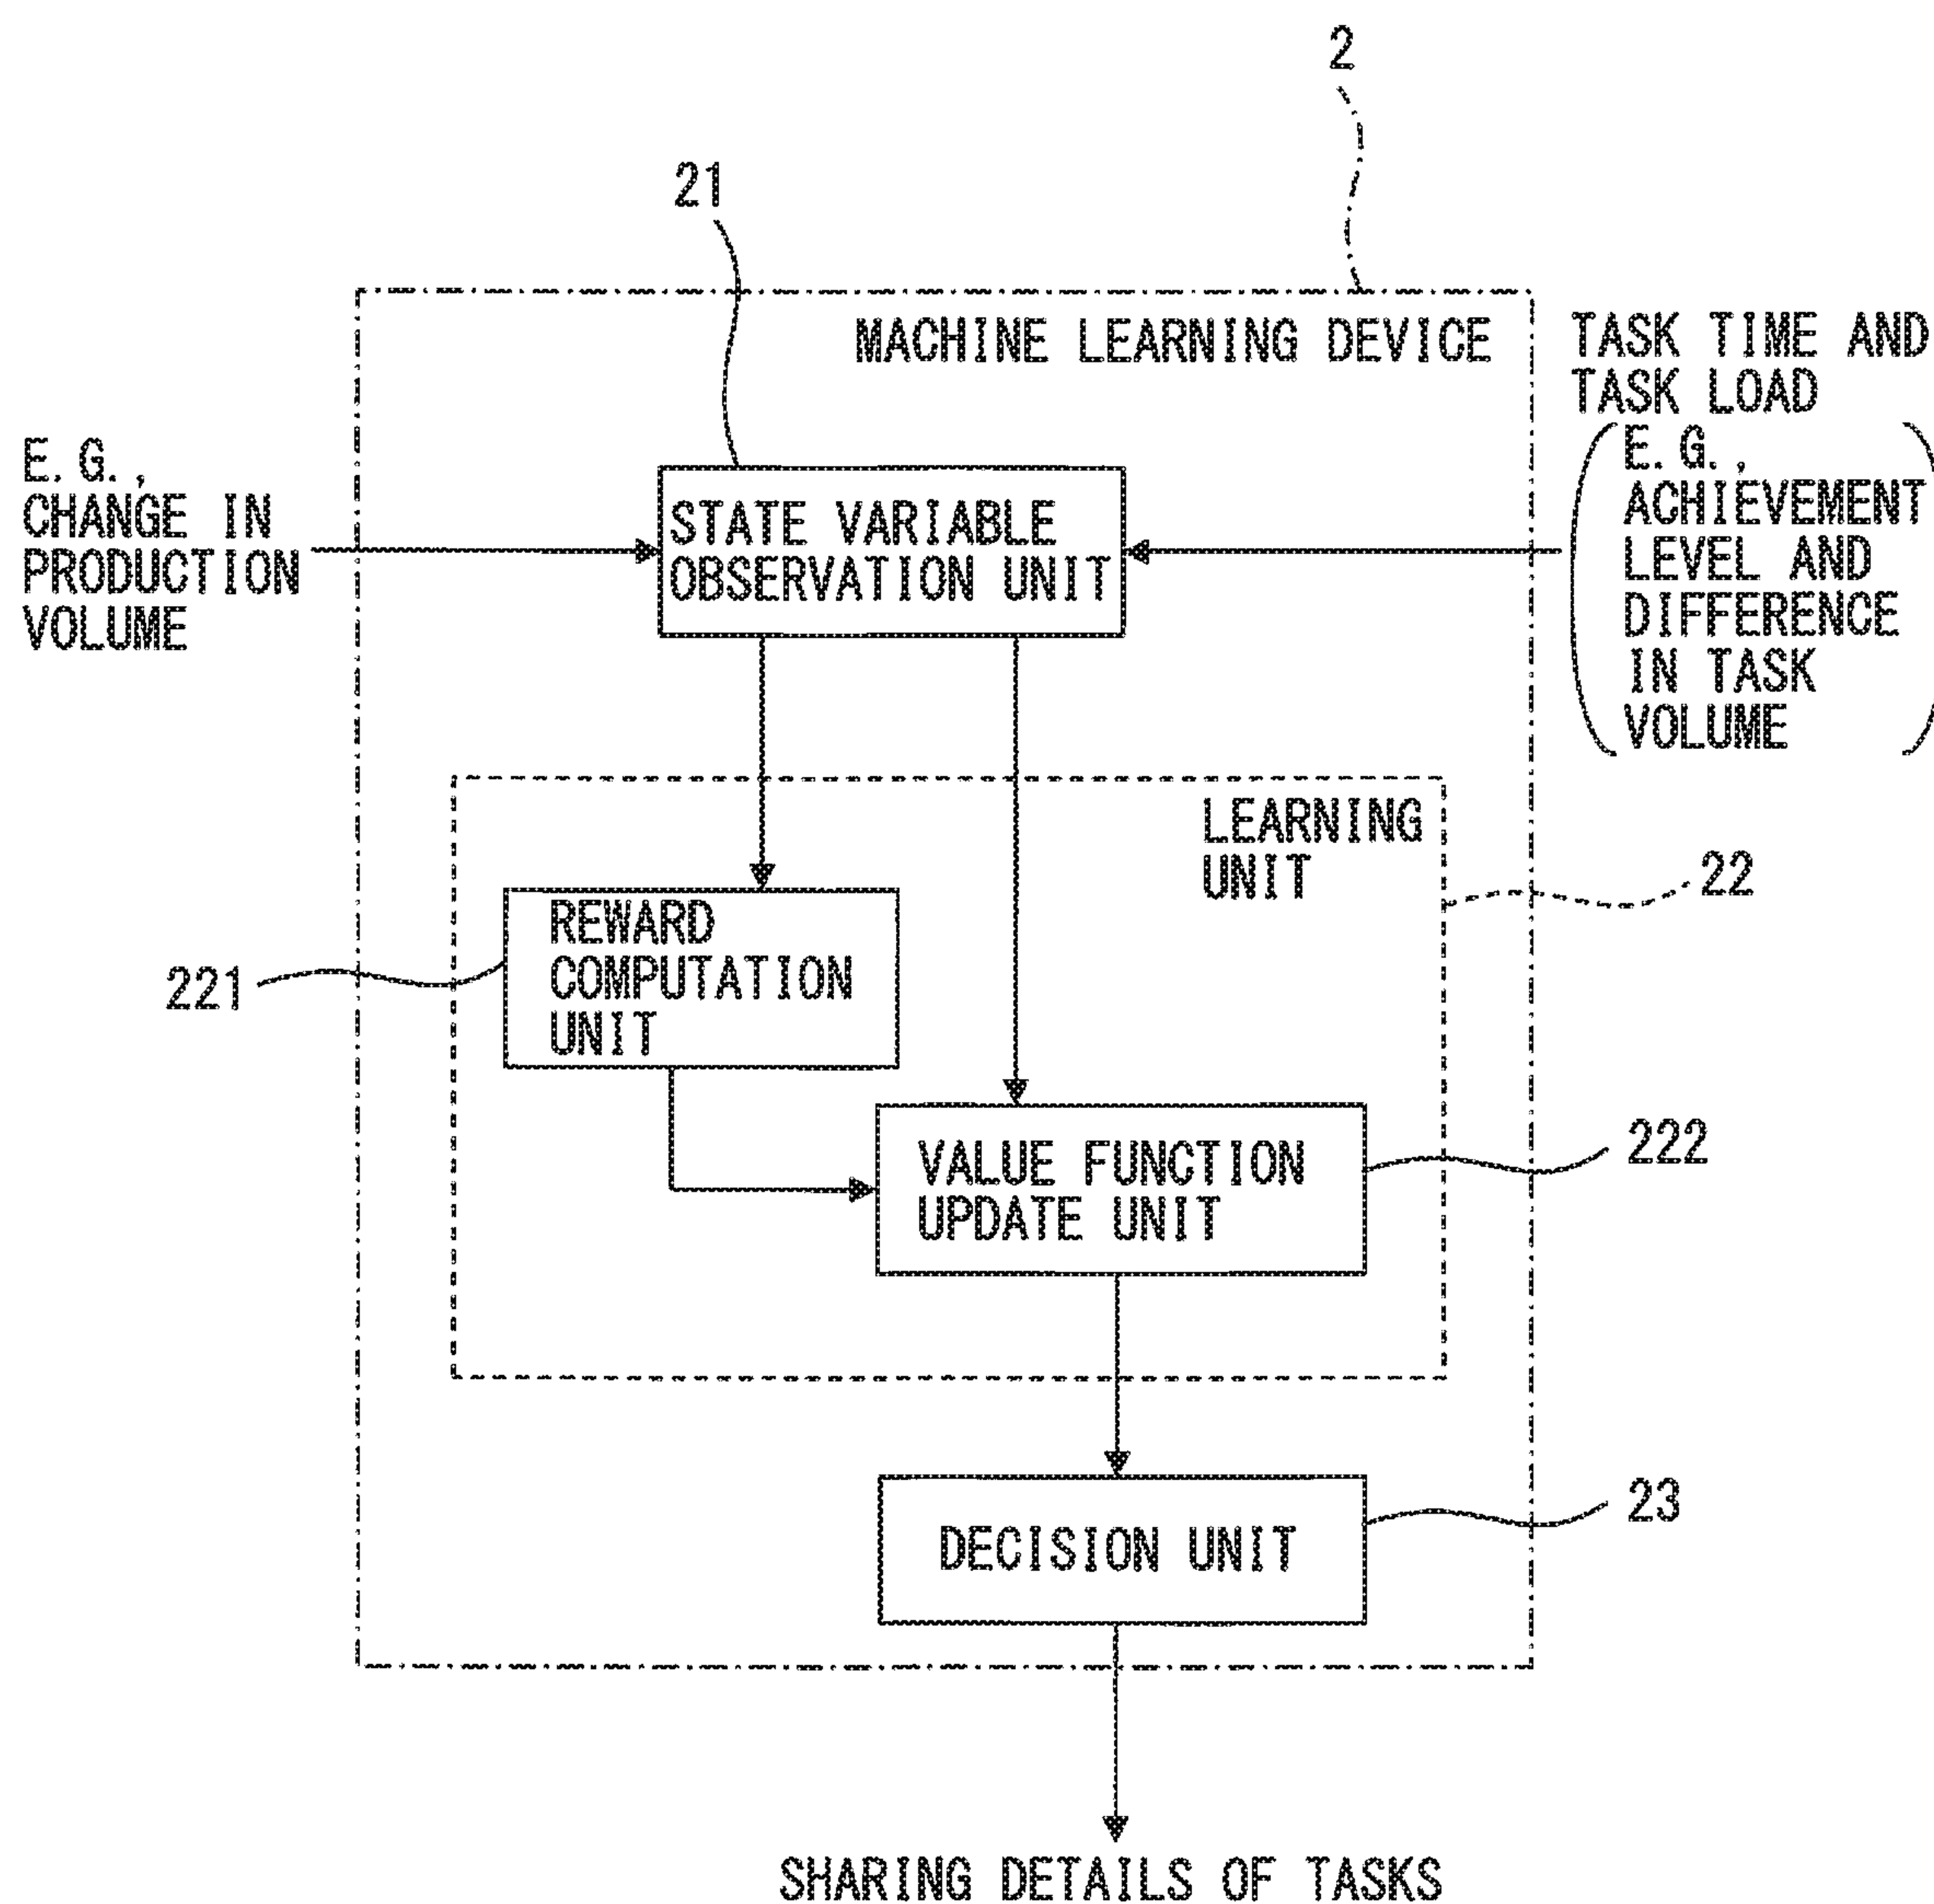 2
21
MACHINE LEARNING DEVICE
TASK TIME AND
TASK LOAD
E.G.,
ACHIEVEMENT
LEVEL AND
DIFFERENCE
IN TASK
VOLUME
E.G.,
CHANGE IN
PRODUCTION
VOLUME
STATE VARIABLE
OBSERVATION UNIT
LEARNING
UNIT
22
REWARD
COMPUTATION
UNIT
221
VALUE FUNCTION
UPDATE UNIT
222
DECISION UNIT
23
SHARING DETAILS OF TASKS